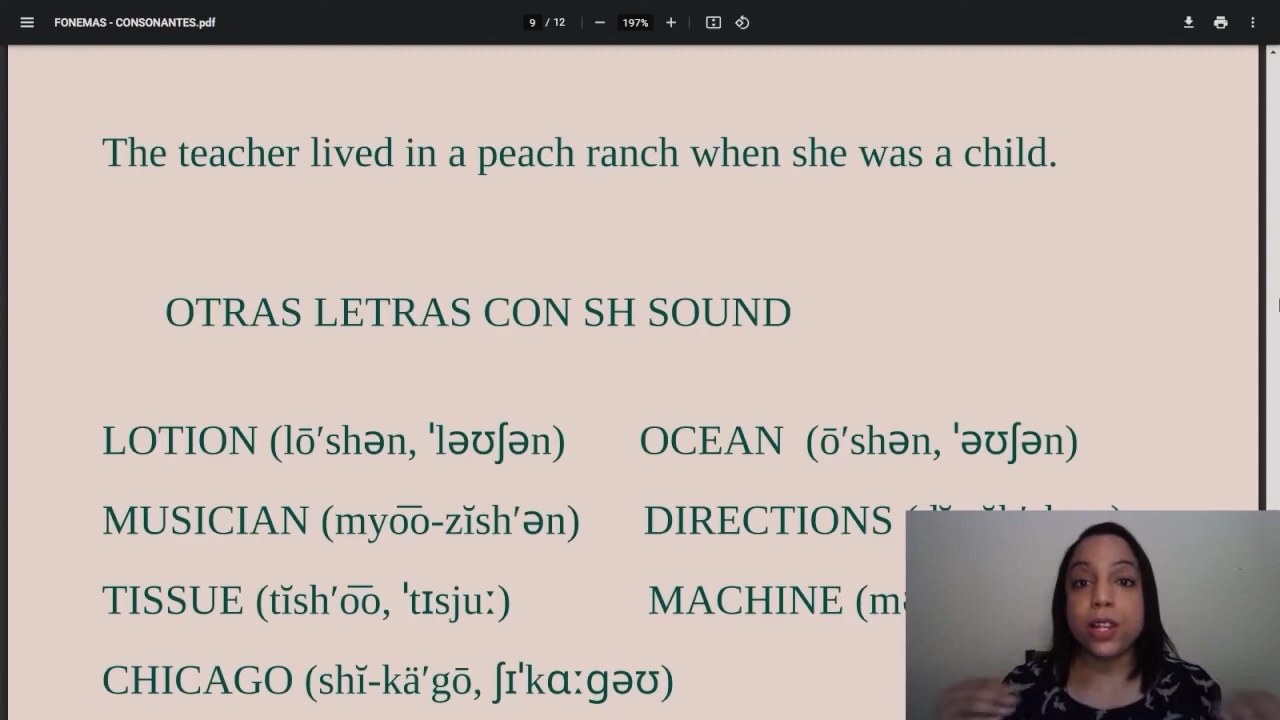 FONEMAS - CONSONANTES.pdf
9 / 12
197%
The teacher lived in a peach ranch when she was a child.
OTRAS LETRAS CON SH SOUND
LOTION (lō′shən, ˈləʊʃən) OCEAN (ō′shən, ˈəʊʃən)
MUSICIAN (myo͞o-zĭsh′ən) DIRECTIONS
TISSUE (tĭsh′o͞o, ˈtɪsjuː) MACHINE
CHICAGO (shĭ-kä′gō, ʃɪˈkɑːɡəʊ)